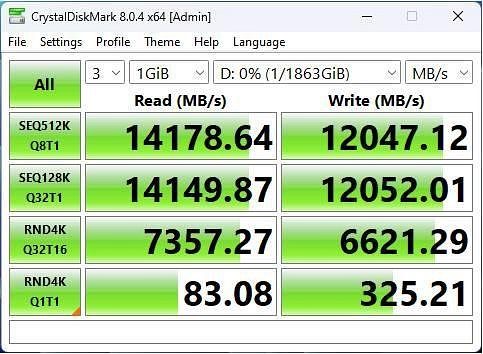 CrystalDiskMark 8.0.4 x64 [Admin]
File Settings Profile Theme Help Language
All 3 1GiB D: 0% (1/1863GiB) MB/s
Read (MB/s) Write (MB/s)
SEQ512K
Q8T1 14178.64 12047.12
SEQ128K
Q32T1 14149.87 12052.01
RND4K
Q32T16 7357.27 6621.29
RND4K
Q1T1 83.08 325.21